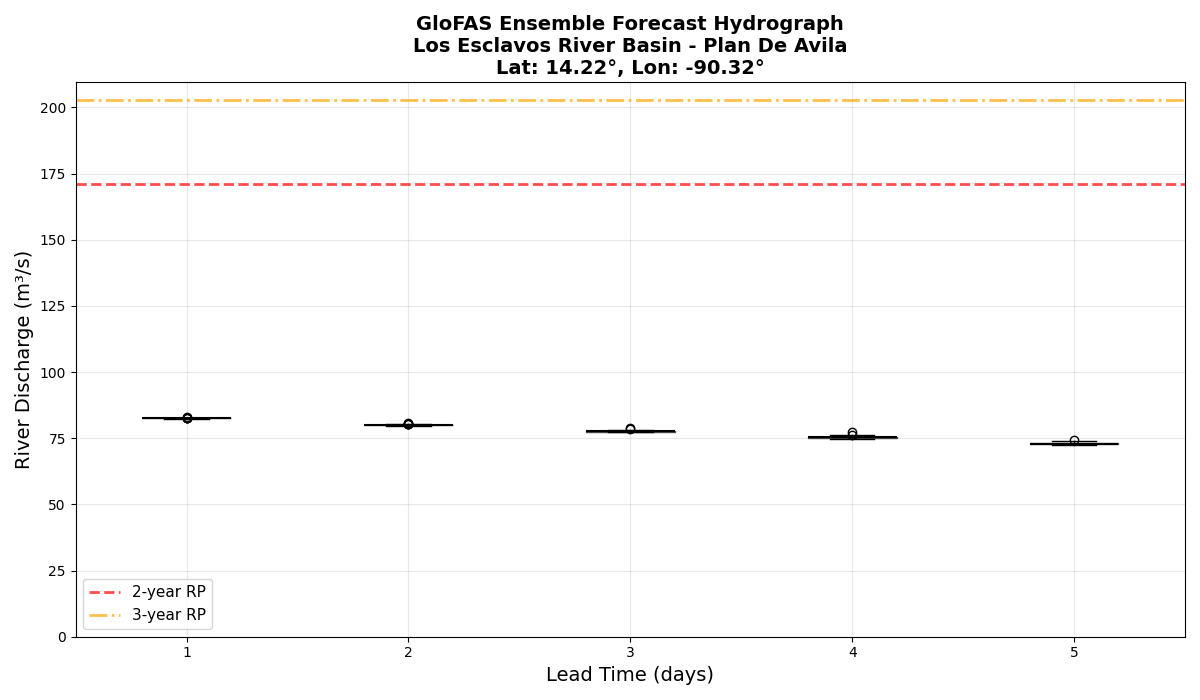 GloFAS Ensemble Forecast Hydrograph
Los Esclavos River Basin - Plan De Avila
Lat: 14.22°, Lon: -90.32°
River Discharge (m³/s)
200
175
150
125
100
75
50
25
0
2-year RP
3-year RP
1 2 3 4 5
Lead Time (days)